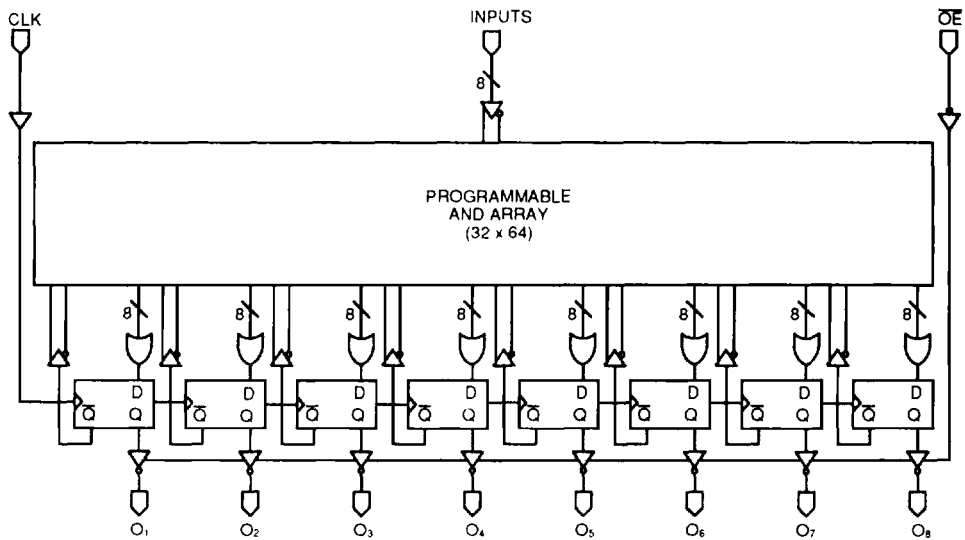 CLK INPUTS OE̅
8
PROGRAMMABLE
AND ARRAY
(32 x 64)
8 8 8 8 8 8 8 8
D D D D D D D D
Q̅ Q Q̅ Q Q̅ Q Q̅ Q Q̅ Q Q̅ Q Q̅ Q Q̅ Q
O₁ O₂ O₃ O₄ O₅ O₆ O₇ O₈